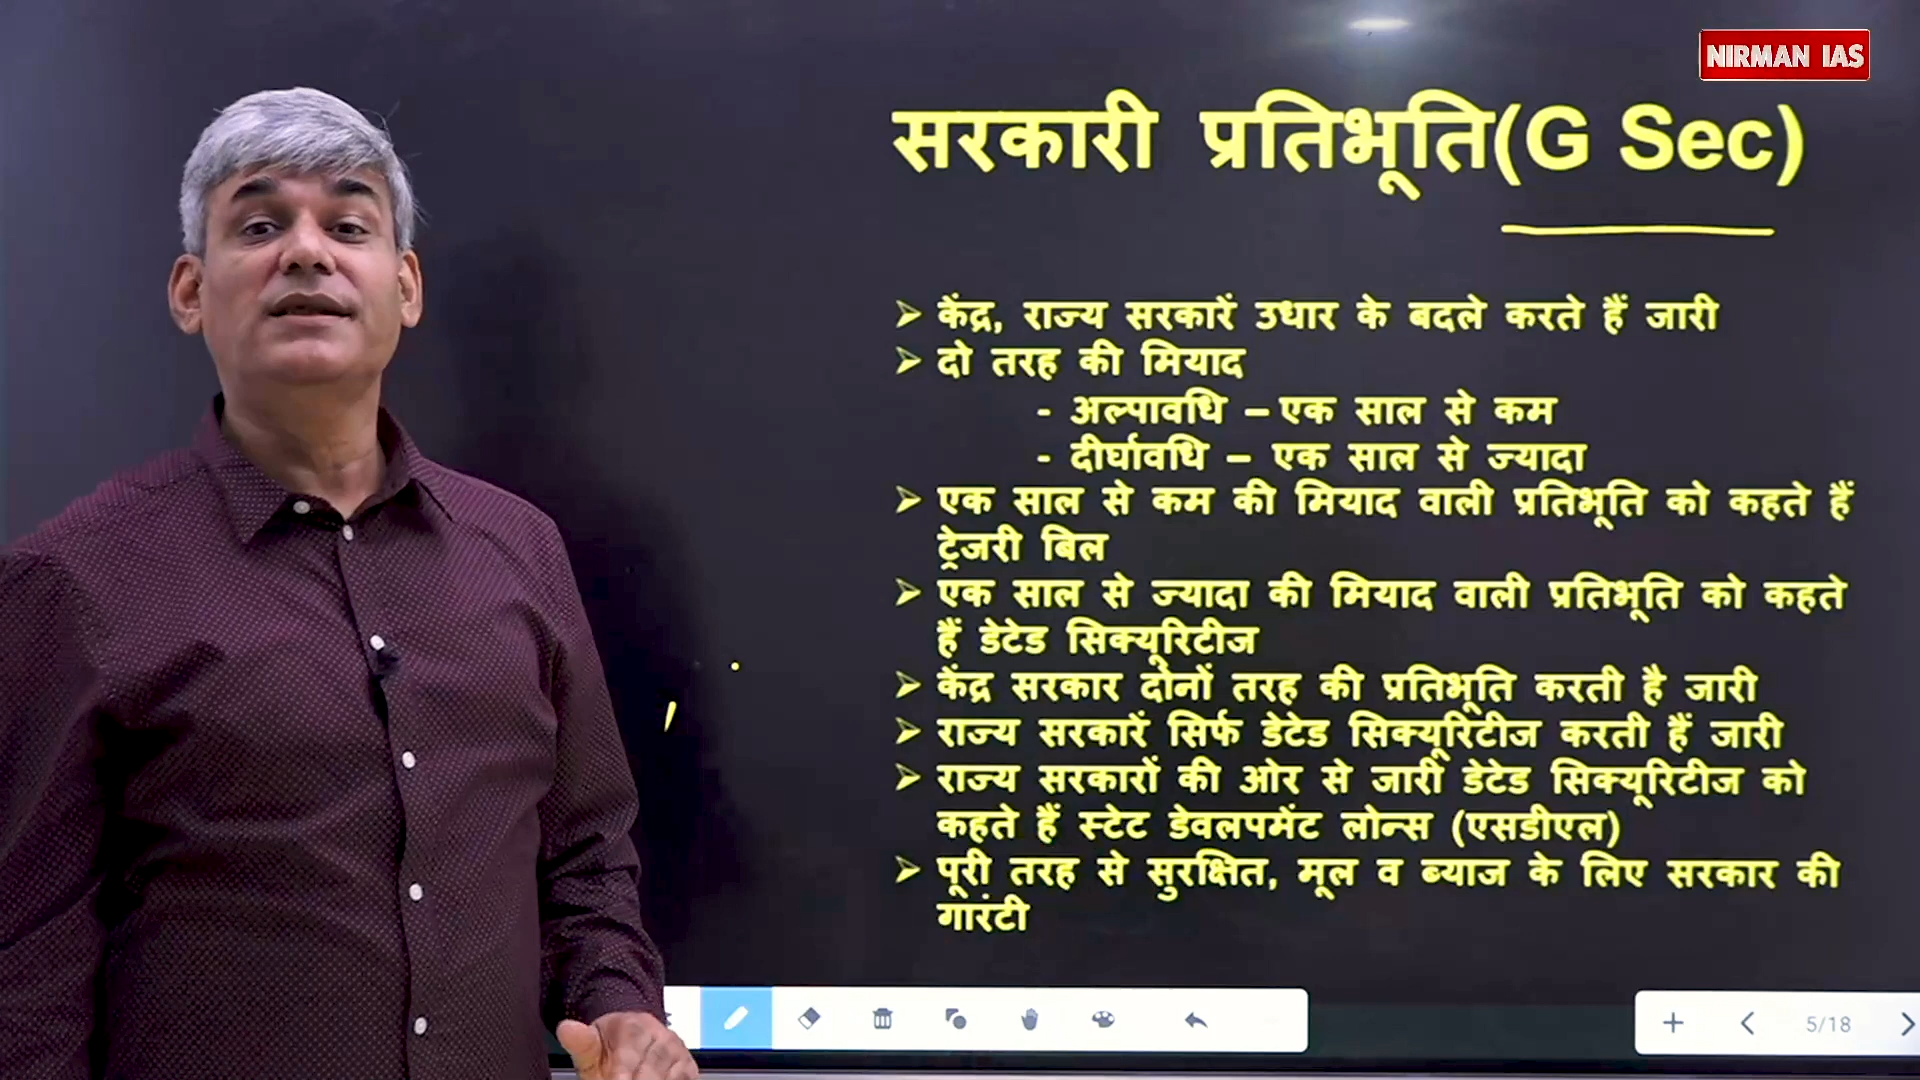 NIRMAN IAS
सरकारी प्रतिभूति(G Sec)
➢ केंद्र, राज्य सरकारें उधार के बदले करते हैं जारी
➢ दो तरह की मियाद
- अल्पावधि – एक साल से कम
- दीर्घावधि – एक साल से ज्यादा
➢ एक साल से कम की मियाद वाली प्रतिभूति को कहते हैं
ट्रेजरी बिल
➢ एक साल से ज्यादा की मियाद वाली प्रतिभूति को कहते
हैं डेटेड सिक्यूरिटीज
➢ केंद्र सरकार दोनों तरह की प्रतिभूति करती है जारी
➢ राज्य सरकारें सिर्फ डेटेड सिक्यूरिटीज करती हैं जारी
➢ राज्य सरकारों की ओर से जारी डेटेड सिक्यूरिटीज को
कहते हैं स्टेट डेवलपमेंट लोन्स (एसडीएल)
➢ पूरी तरह से सुरक्षित, मूल व ब्याज के लिए सरकार की
गारंटी
5/18